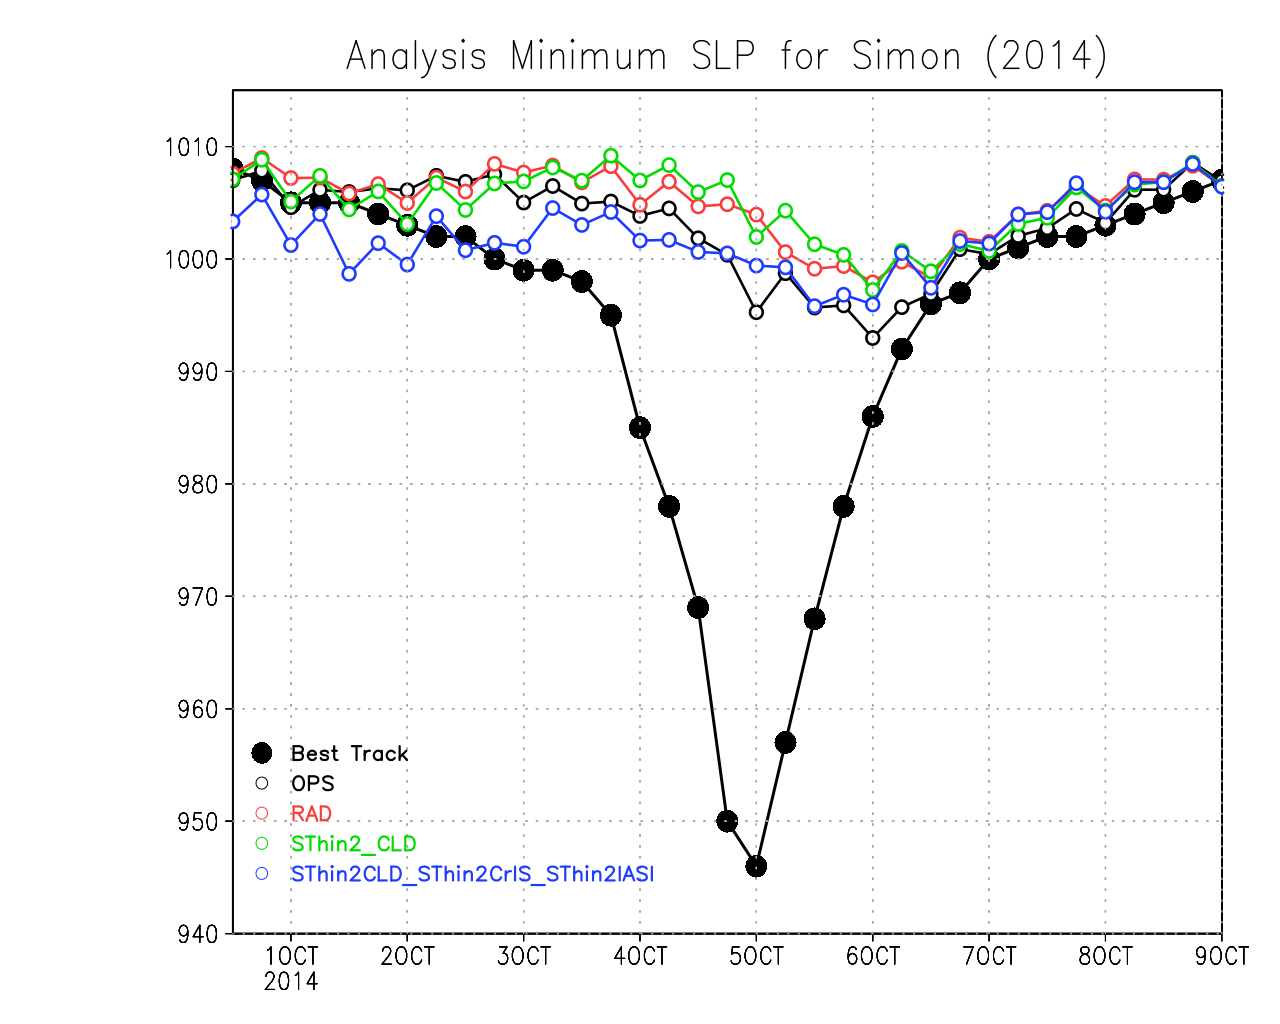 Analysis Minimum SLP for Simon (2014)
1010
1000
990
980
970
960
950
940
Best Track
OPS
RAD
SThin2_CLD
SThin2CLD_SThin2CrIS_SThin2IASI
1OCT 2OCT 3OCT 4OCT 5OCT 6OCT 7OCT 8OCT 9OCT
2014